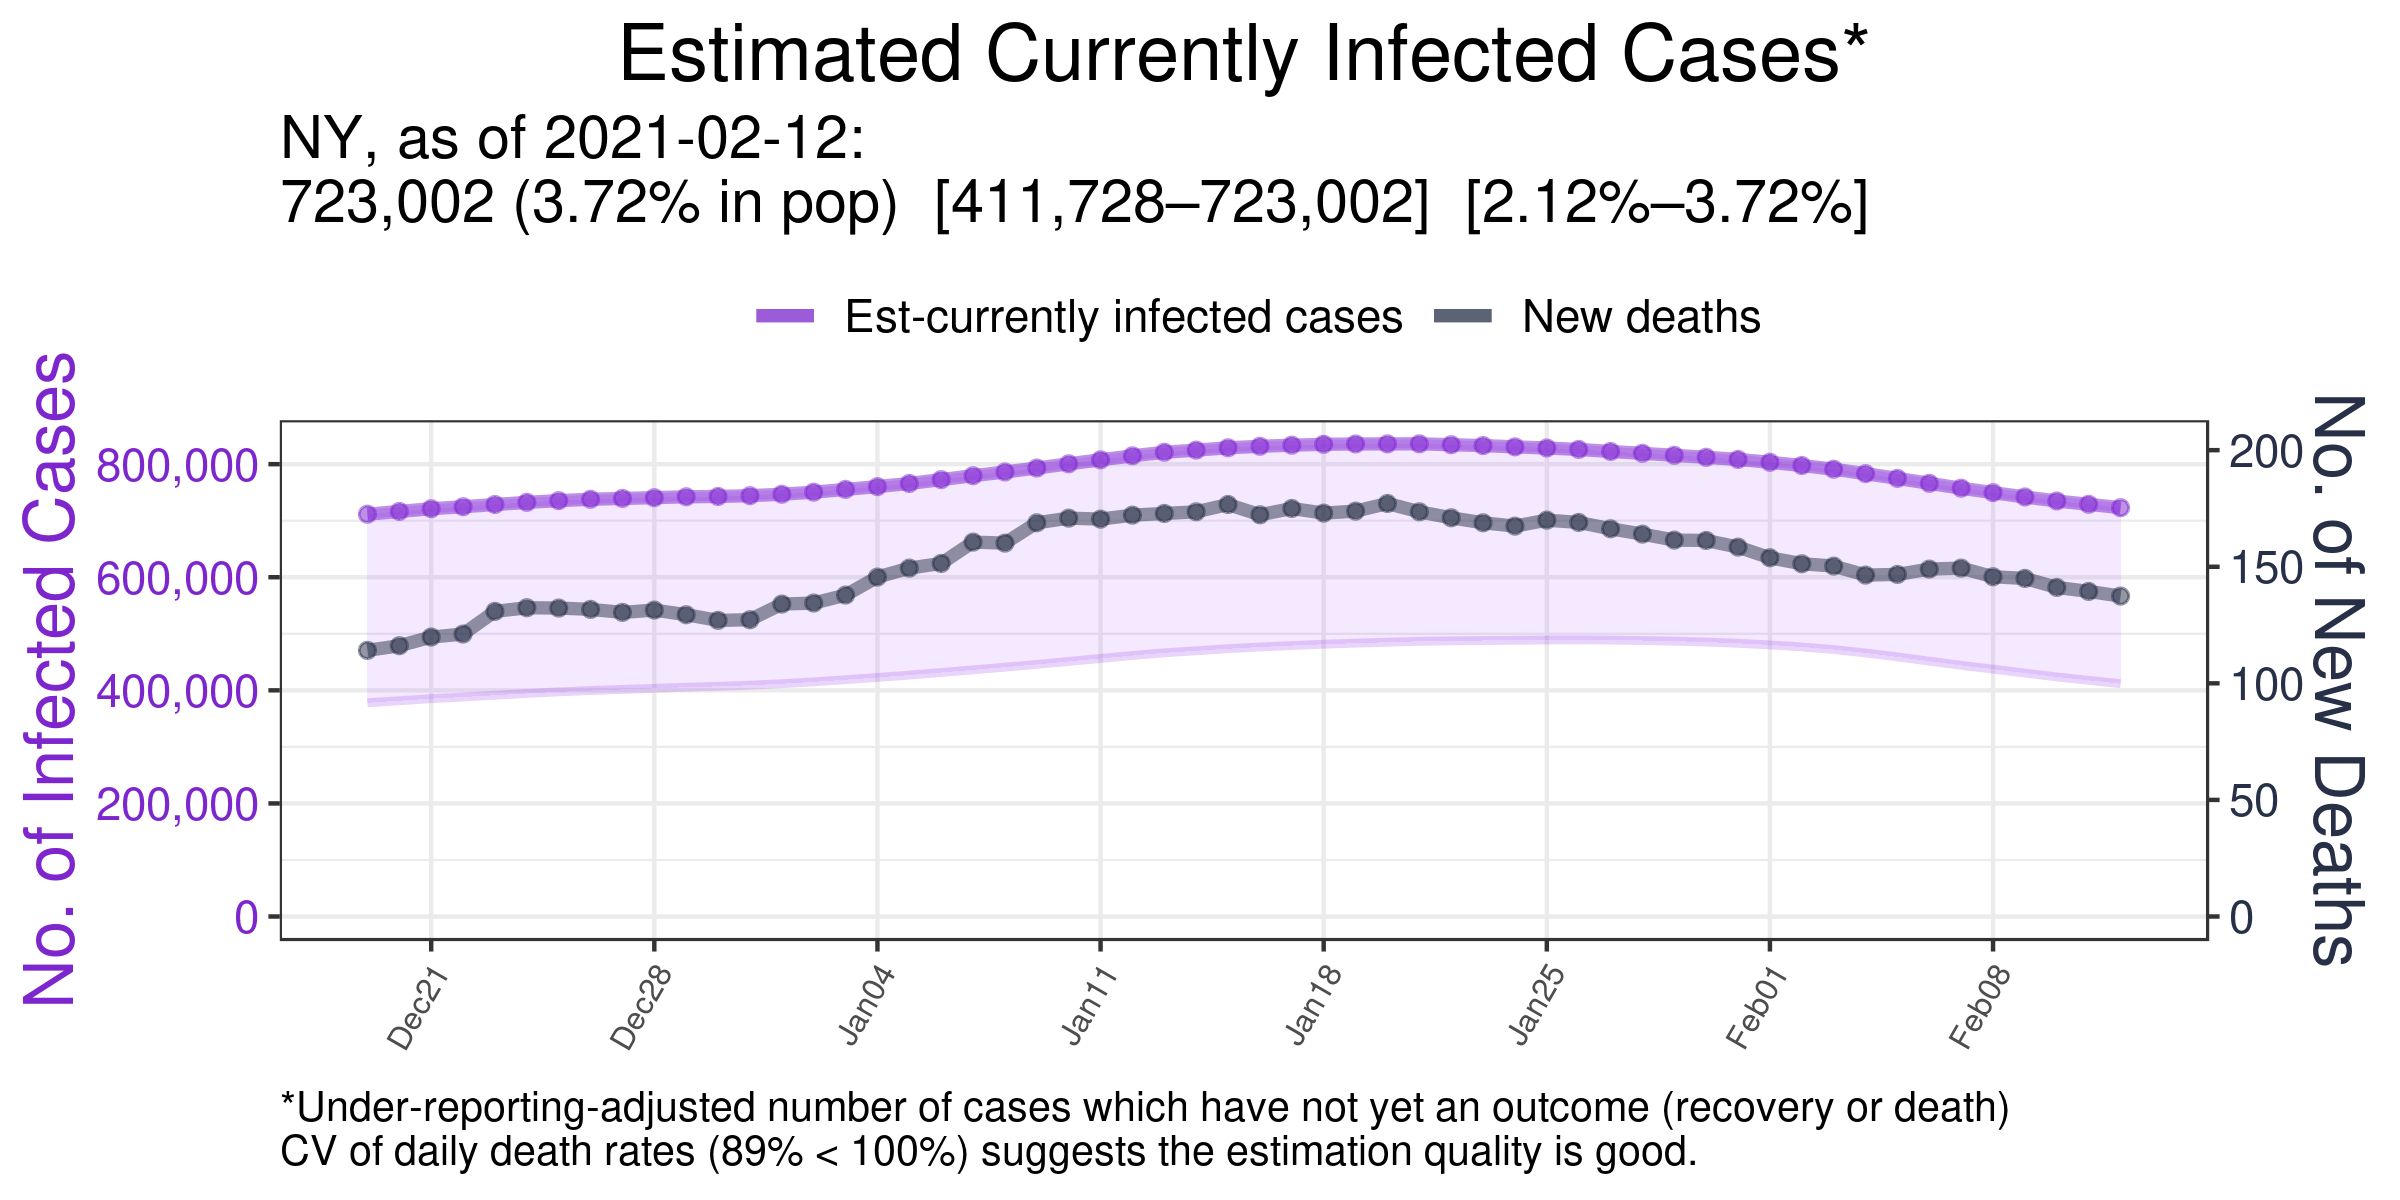 Estimated Currently Infected Cases*
NY, as of 2021-02-12:
723,002 (3.72% in pop) [411,728–723,002] [2.12%–3.72%]
Est-currently infected cases
New deaths
No. of Infected Cases
800,000
600,000
400,000
200,000
0
200
150
100
50
0
No. of New Deaths
Dec21
Dec28
Jan04
Jan11
Jan18
Jan25
Feb01
Feb08
*Under-reporting-adjusted number of cases which have not yet an outcome (recovery or death)
CV of daily death rates (89% < 100%) suggests the estimation quality is good.